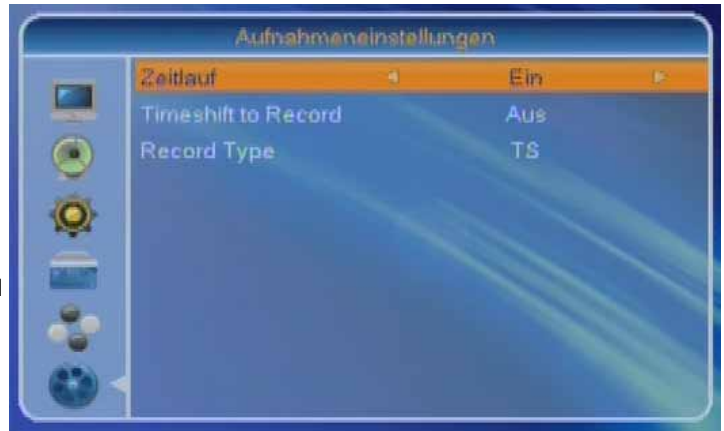 Aufnahmeneinstellungen
Zeitlauf Ein
Timeshift to Record Aus
Record Type TS